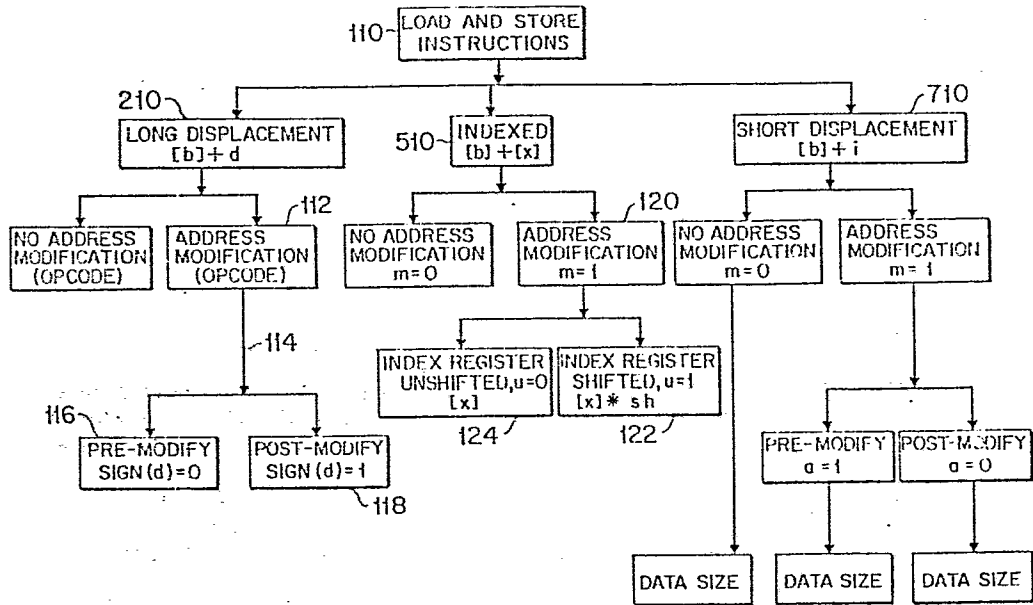 110
LOAD AND STORE
INSTRUCTIONS
210
LONG DISPLACEMENT
[b]+d
510
INDEXED
[b]+[x]
710
SHORT DISPLACEMENT
[b]+i
NO ADDRESS
MODIFICATION
(OPCODE)
112
ADDRESS
MODIFICATION
(OPCODE)
NO ADDRESS
MODIFICATION
m=0
120
ADDRESS
MODIFICATION
m=1
NO ADDRESS
MODIFICATION
m=0
ADDRESS
MODIFICATION
m=1
114
INDEX REGISTER
UNSHIFTED,u=0
[x]
124
INDEX REGISTER
SHIFTED,u=1
[x]* sh
122
116
PRE-MODIFY
SIGN(d)=0
POST-MODIFY
SIGN(d)=1
118
PRE-MODIFY
a=1
POST-MODIFY
a=0
DATA SIZE
DATA SIZE
DATA SIZE